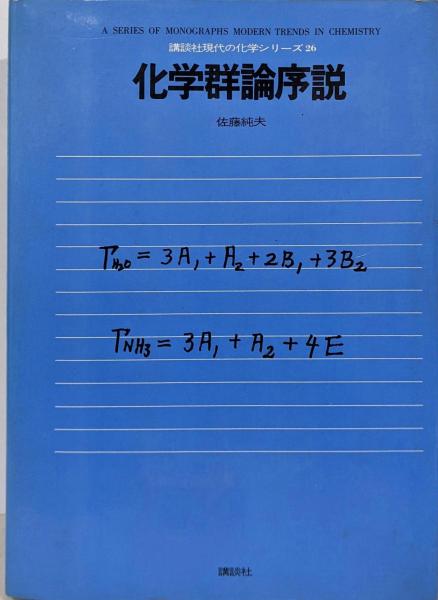 A SERIES OF MONOGRAPHS MODERN TRENDS IN CHEMISTRY
講談社現代の化学シリーズ26
化学群論序説
佐藤純夫
ΓH₂O = 3A₁ + A₂ + 2B₁ + 3B₂
ΓNH₃ = 3A₁ + A₂ + 4E
講談社